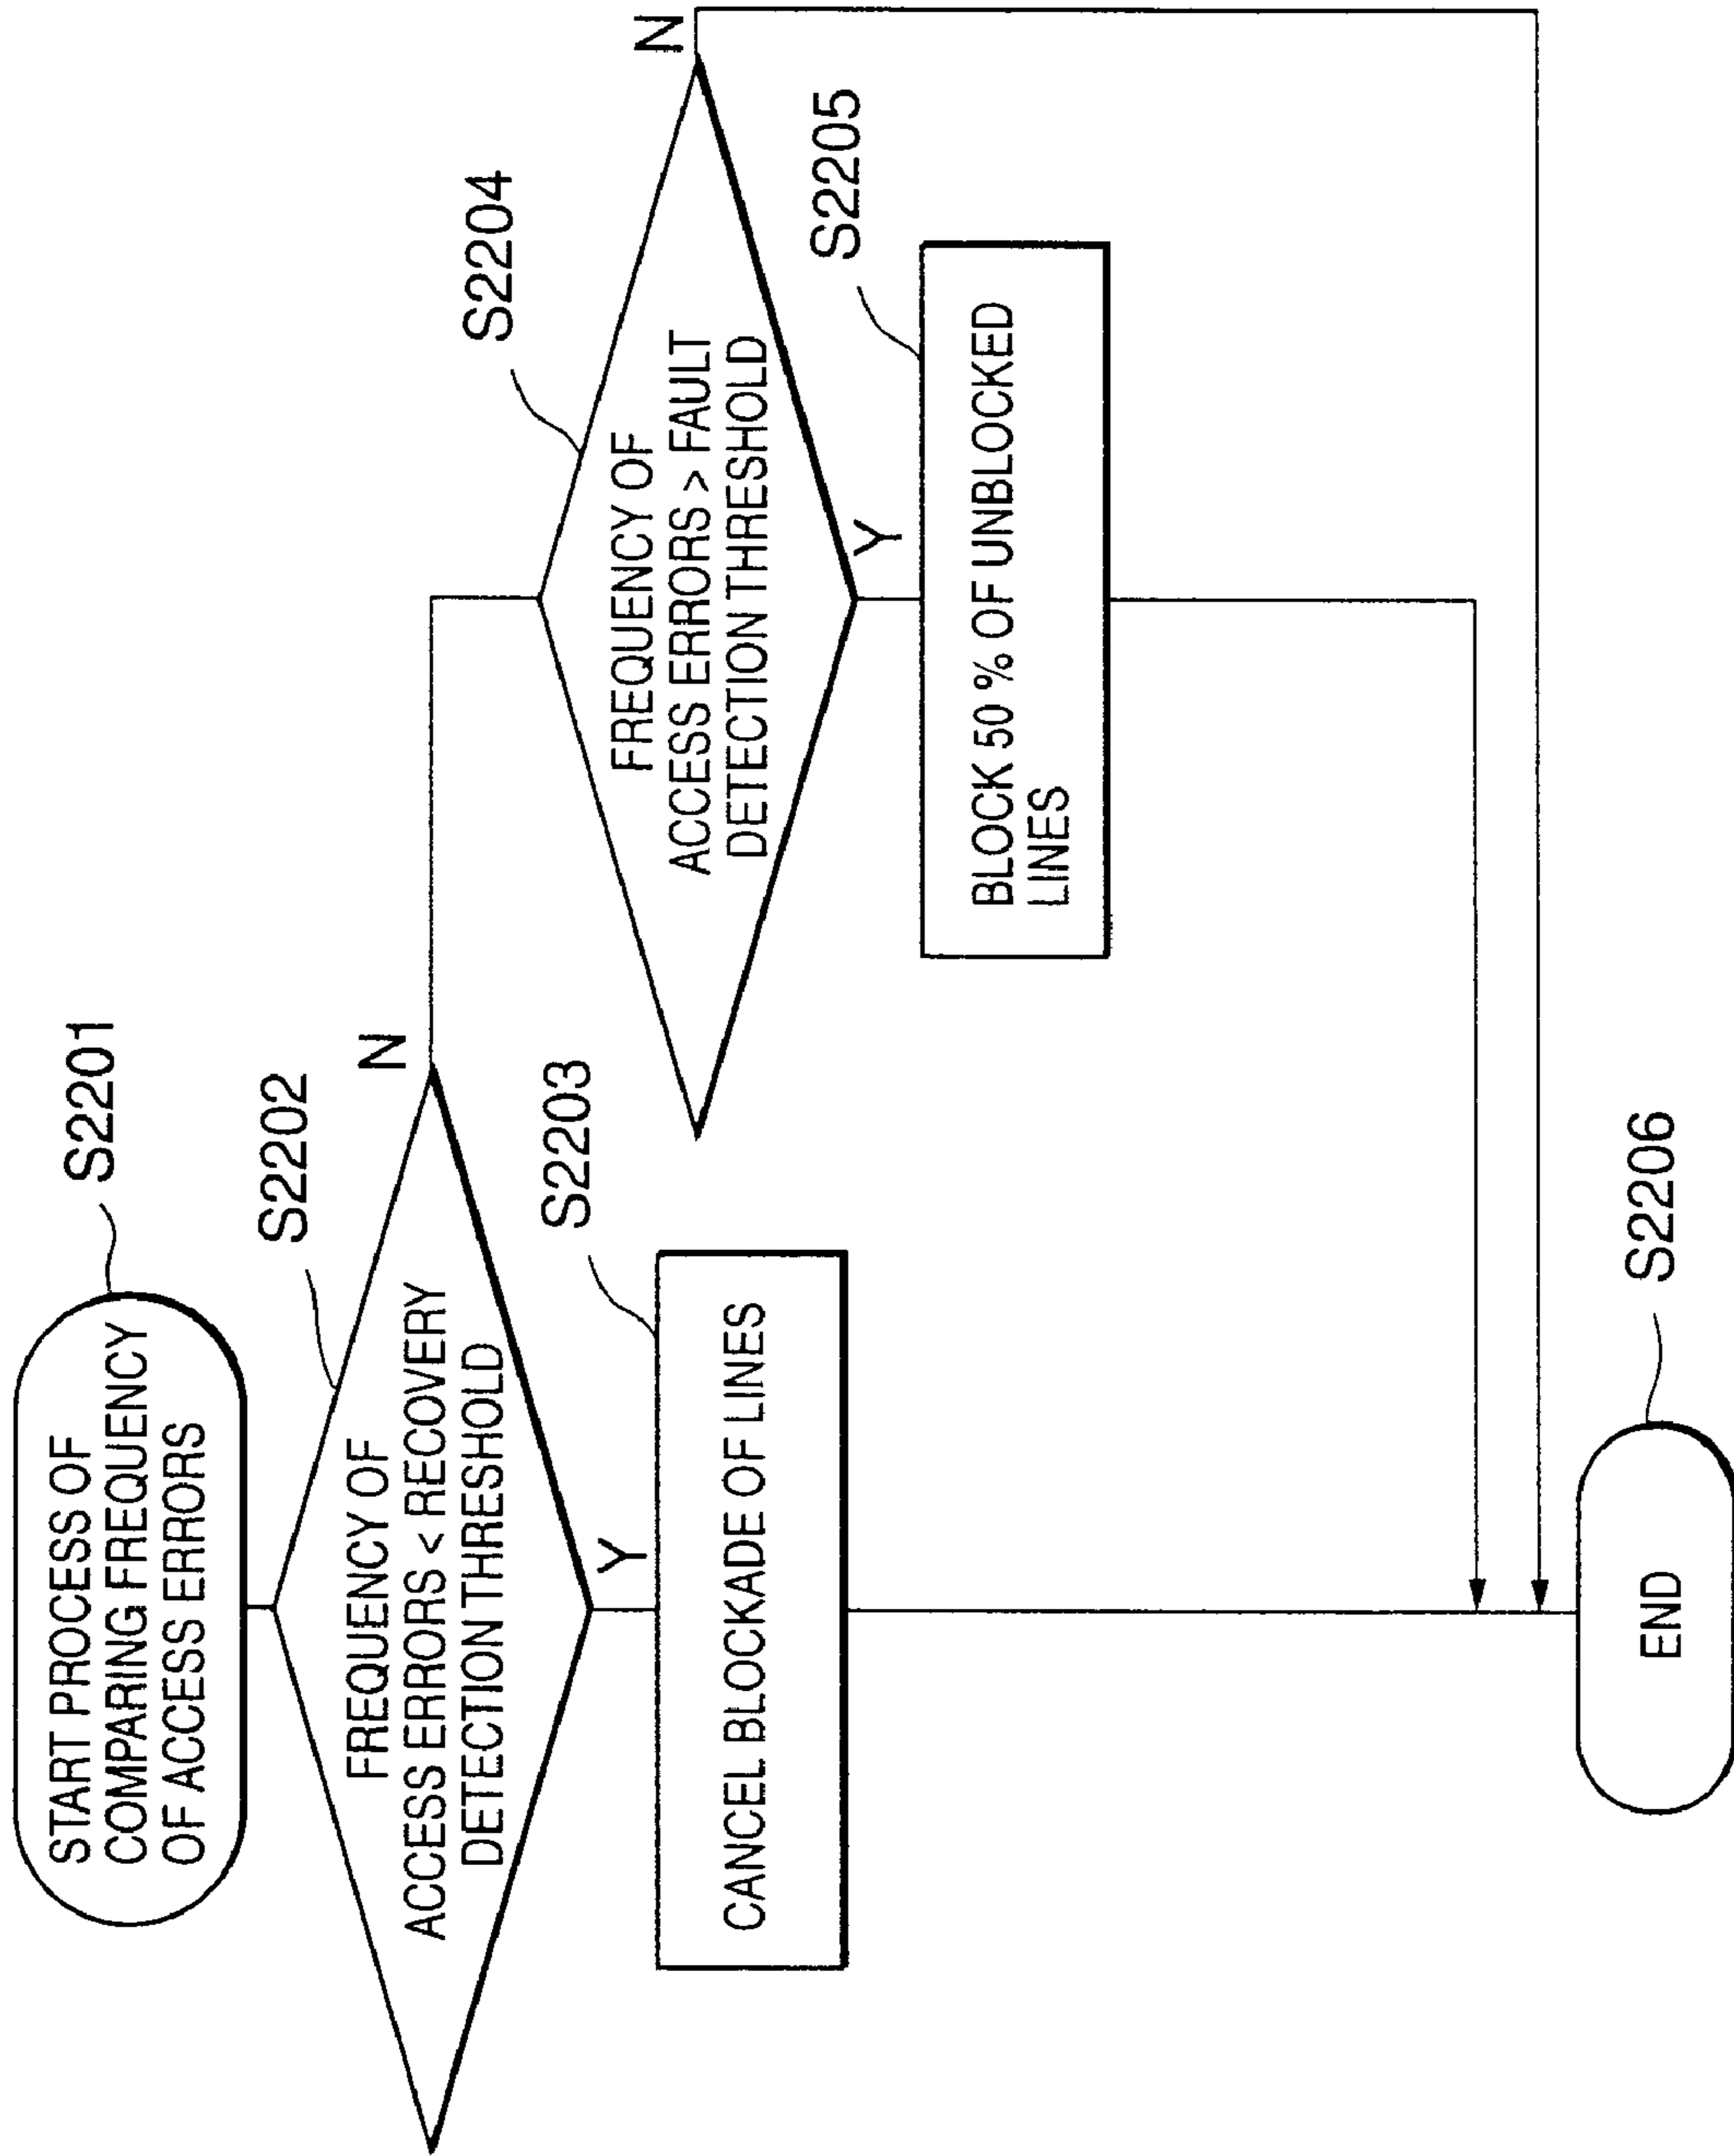 START PROCESS OF
COMPARING FREQUENCY
OF ACCESS ERRORS
S2201
FREQUENCY OF
ACCESS ERRORS < RECOVERY
DETECTION THRESHOLD
S2202
N
Y
CANCEL BLOCKADE OF LINES
S2203
FREQUENCY OF
ACCESS ERRORS > FAULT
DETECTION THRESHOLD
S2204
N
Y
BLOCK 50 % OF UNBLOCKED
LINES
S2205
END
S2206